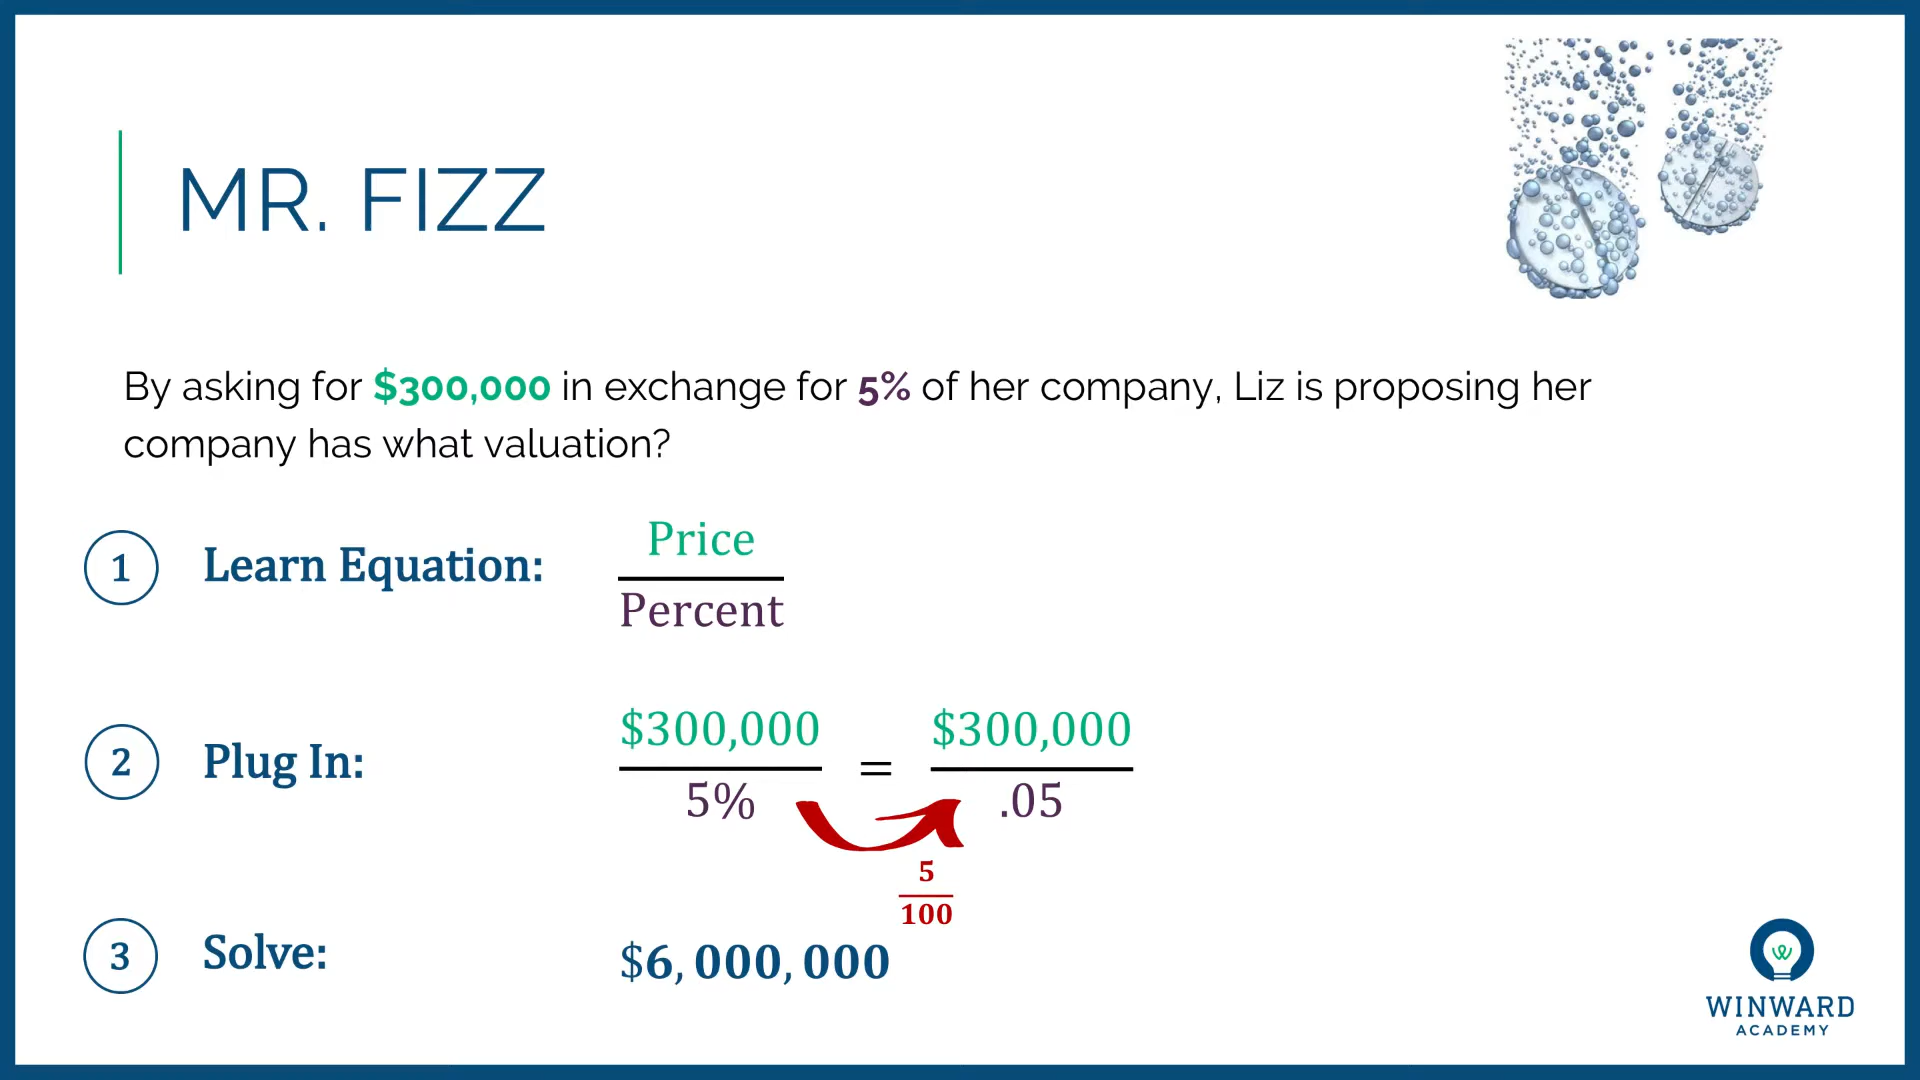 MR. FIZZ
By asking for $300,000 in exchange for 5% of her company, Liz is proposing her
company has what valuation?
1 Learn Equation:
Price
Percent
2 Plug In:
$300,000 = $300,000
5% .05
5
100
3 Solve:
$6,000,000
WINWARD
ACADEMY